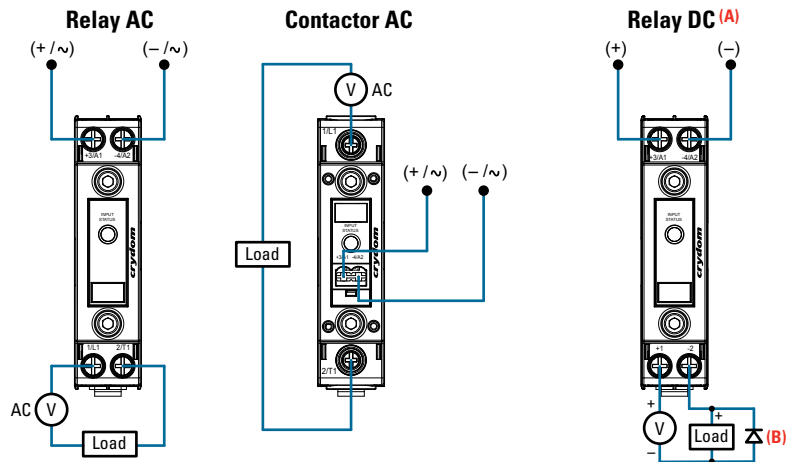 Relay AC
(+/~)
(−/~)
+3/A1
-4/A2
INPUT
STATUS
crydom
1/L1
2/T1
AC
V
Load
Contactor AC
V
AC
1/L1
(+/~)
(−/~)
INPUT
STATUS
+3/A1 -4/A2
crydom
Load
2/T1
Relay DC (A)
(+)
(−)
+3/A1
-4/A2
INPUT
STATUS
crydom
+1
-2
+
V
−
+
Load
(B)